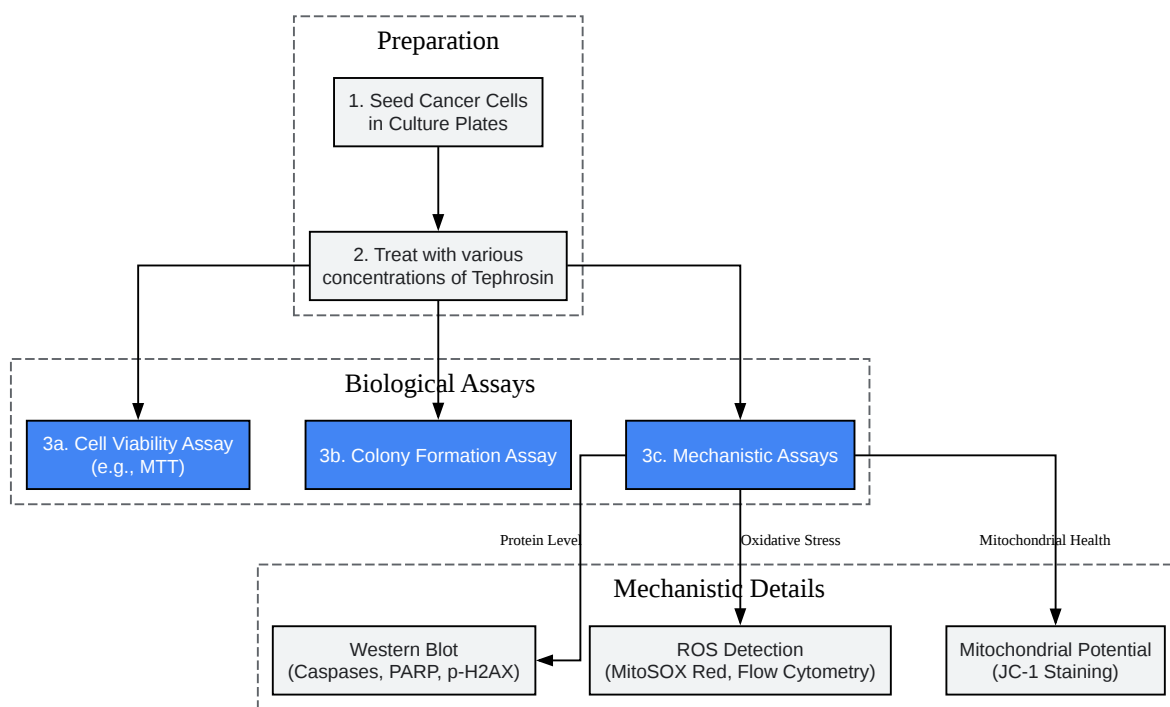 Preparation
1. Seed Cancer Cells
in Culture Plates
2. Treat with various
concentrations of Tephrosin
Biological Assays
3a. Cell Viability Assay
(e.g., MTT)
3b. Colony Formation Assay
3c. Mechanistic Assays
Protein Level
Oxidative Stress
Mitochondrial Health
Mechanistic Details
Western Blot
(Caspases, PARP, p-H2AX)
ROS Detection
(MitoSOX Red, Flow Cytometry)
Mitochondrial Potential
(JC-1 Staining)